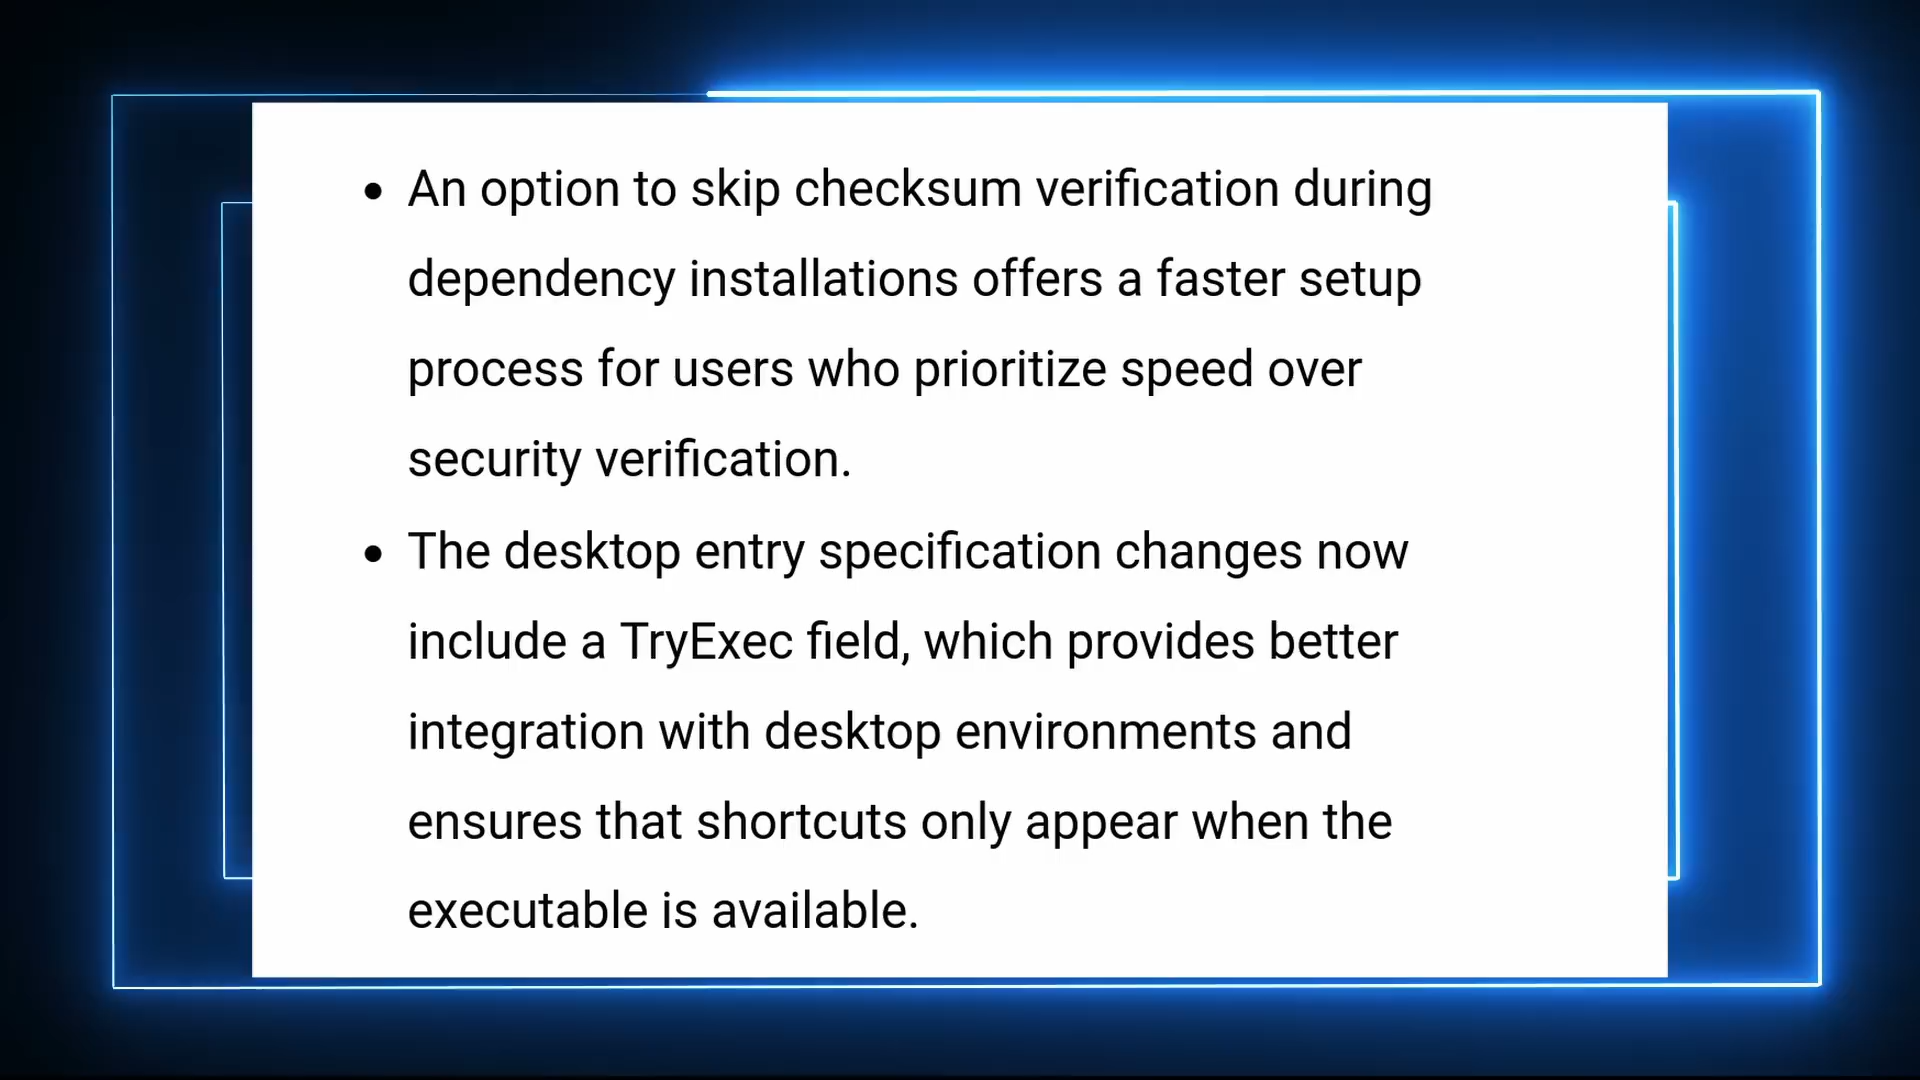 • An option to skip checksum verification during
dependency installations offers a faster setup
process for users who prioritize speed over
security verification.
• The desktop entry specification changes now
include a TryExec field, which provides better
integration with desktop environments and
ensures that shortcuts only appear when the
executable is available.